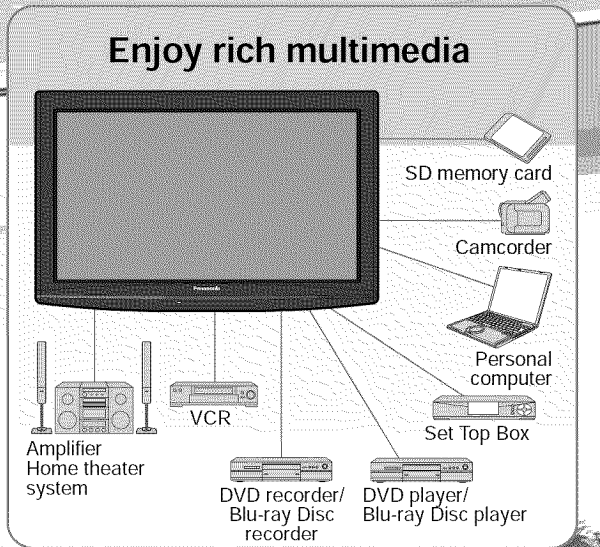 Enjoy rich multimedia
Panasonic
SD memory card
Camcorder
Personal
computer
Set Top Box
VCR
Amplifier
Home theater
system
DVD recorder/
Blu-ray Disc
recorder
DVD player/
Blu-ray Disc player